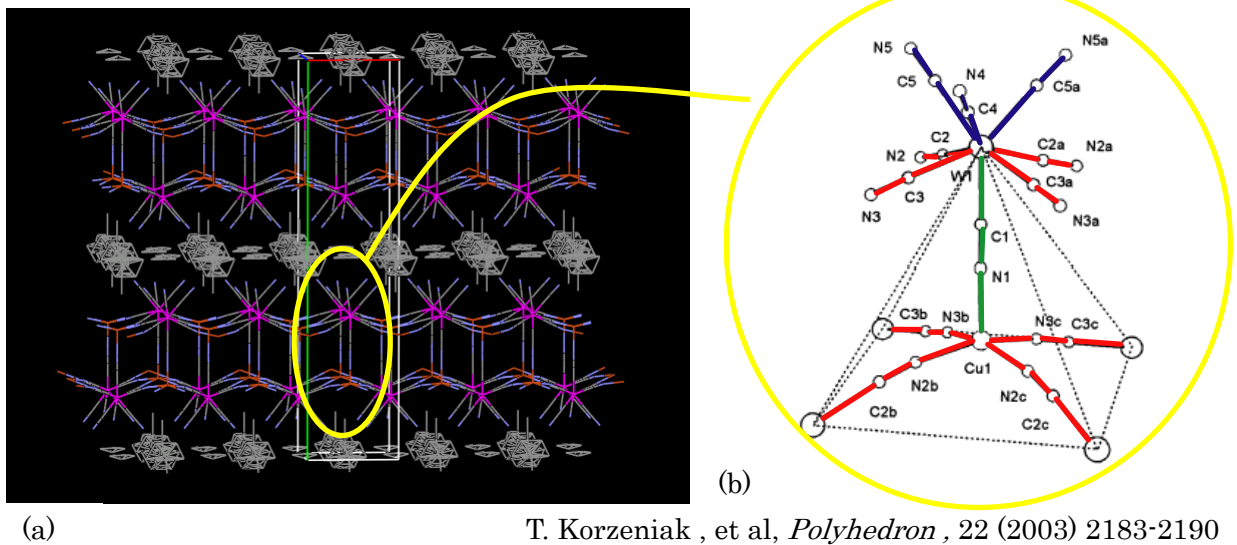 N5
N5a
N4
C5
C4
C5a
C2
N2
C2a
N2a
W1
C3
C3a
N3
N3a
C1
N1
C3b
N3b
N3c
C3c
Cu1
N2b
N2c
C2b
C2c
(b)
(a)
T. Korzeniak , et al, Polyhedron , 22 (2003) 2183-2190